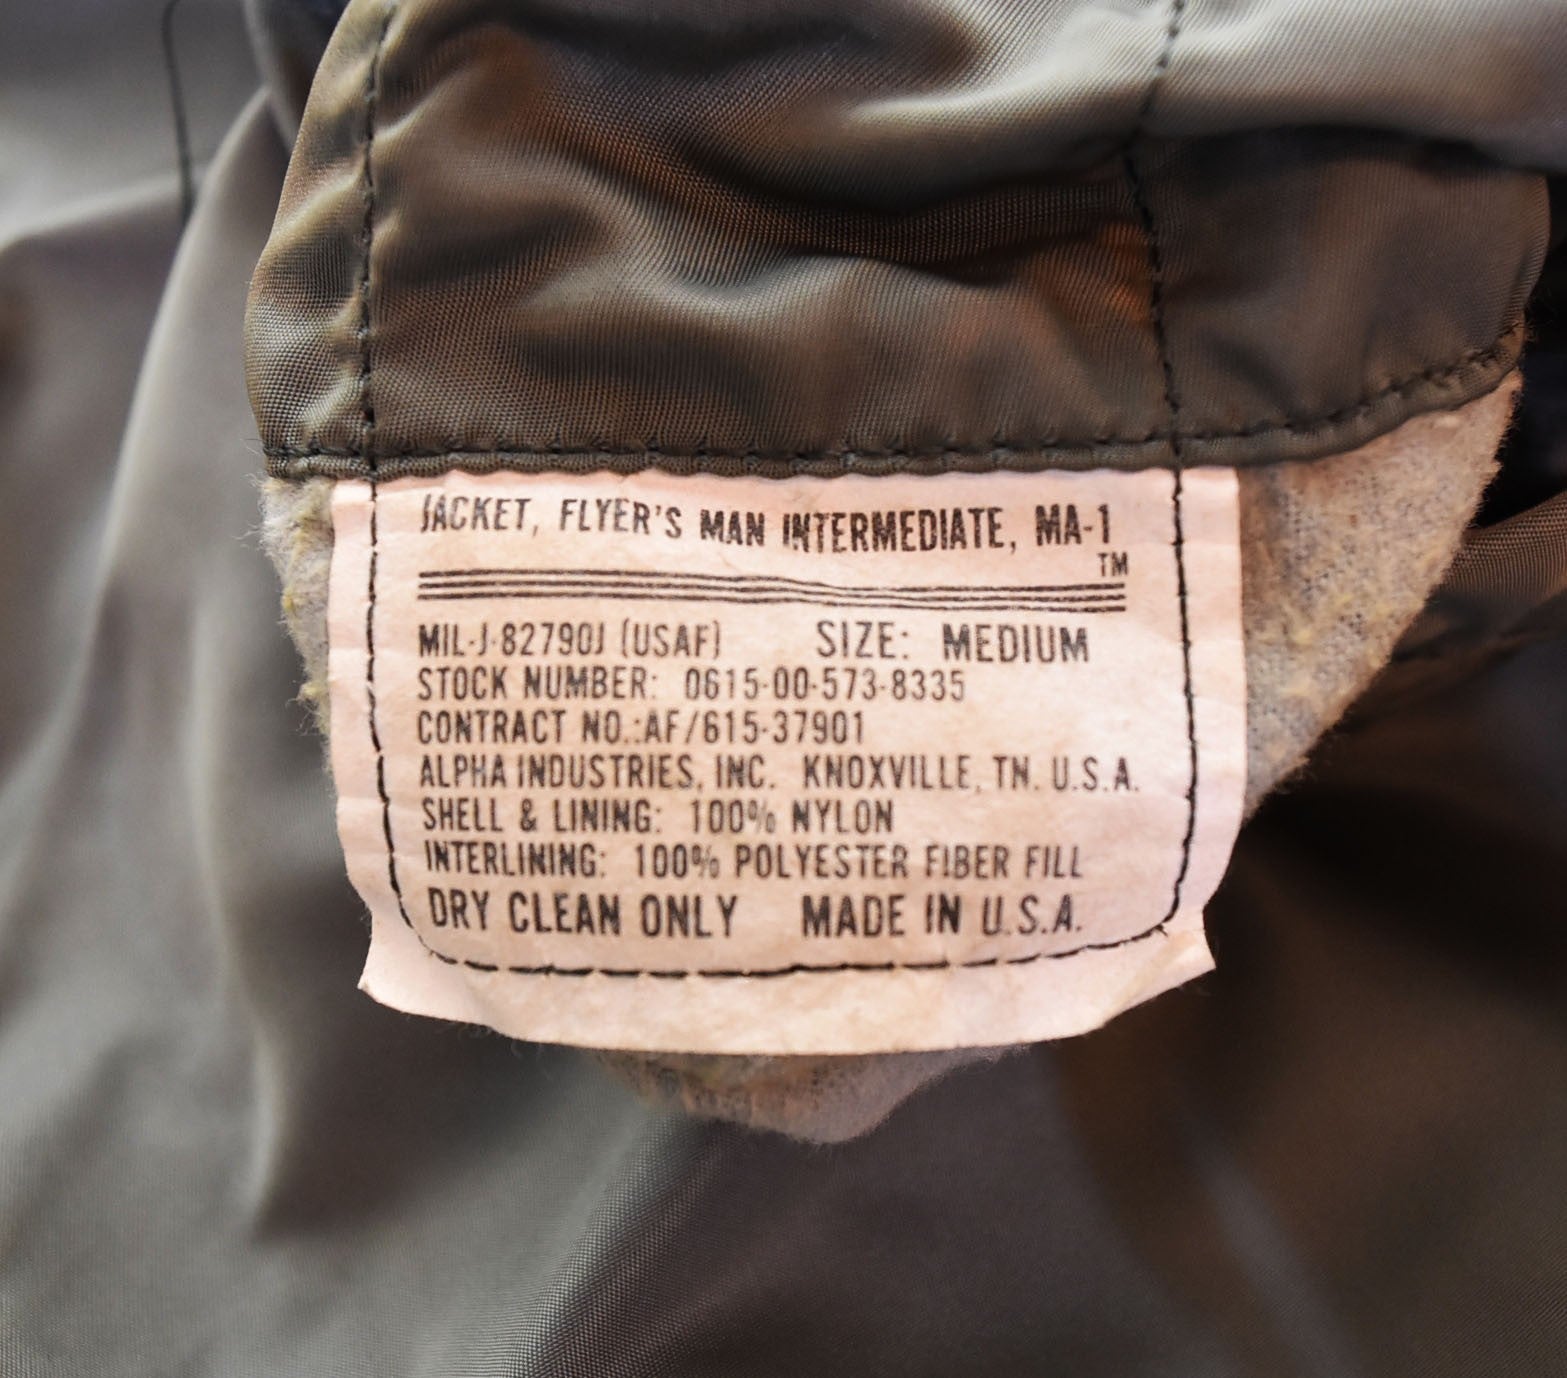 JACKET, FLYER'S MAN INTERMEDIATE, MA-1
TM
MIL-J-82790J (USAF) SIZE: MEDIUM
STOCK NUMBER: 0615-00-573-8335
CONTRACT NO.:AF/615-37901
ALPHA INDUSTRIES, INC. KNOXVILLE, TN. U.S.A.
SHELL & LINING: 100% NYLON
INTERLINING: 100% POLYESTER FIBER FILL
DRY CLEAN ONLY MADE IN U.S.A.